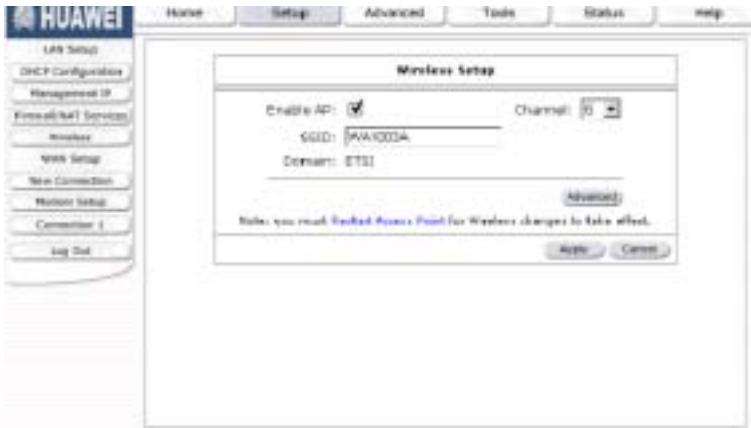 HUAWEI
Home Setup Advanced Tools Status Help
LAN Setup
DHCP Configuration
Management IP
Firewall/NAT Services
Wireless
WAN Setup
New Connection
Modem Setup
Connection 1
Log Out
Wireless Setup
Enable AP: Channel: 6
SSID:
Domain: ETSI
Advanced
Note: you must Restart Access Point for Wireless changes to take effect.
Apply Cancel